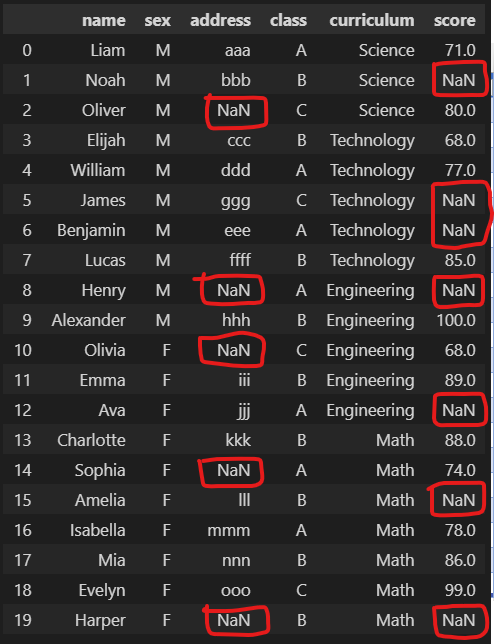 name sex address class curriculum score
0 Liam M aaa A Science 71.0
1 Noah M bbb B Science NaN
2 Oliver M NaN C Science 80.0
3 Elijah M ccc B Technology 68.0
4 William M ddd A Technology 77.0
5 James M ggg C Technology NaN
6 Benjamin M eee A Technology NaN
7 Lucas M ffff B Technology 85.0
8 Henry M NaN A Engineering NaN
9 Alexander M hhh B Engineering 100.0
10 Olivia F NaN C Engineering 68.0
11 Emma F iii B Engineering 89.0
12 Ava F jjj A Engineering NaN
13 Charlotte F kkk B Math 88.0
14 Sophia F NaN A Math 74.0
15 Amelia F lll B Math NaN
16 Isabella F mmm A Math 78.0
17 Mia F nnn B Math 86.0
18 Evelyn F ooo C Math 99.0
19 Harper F NaN B Math NaN